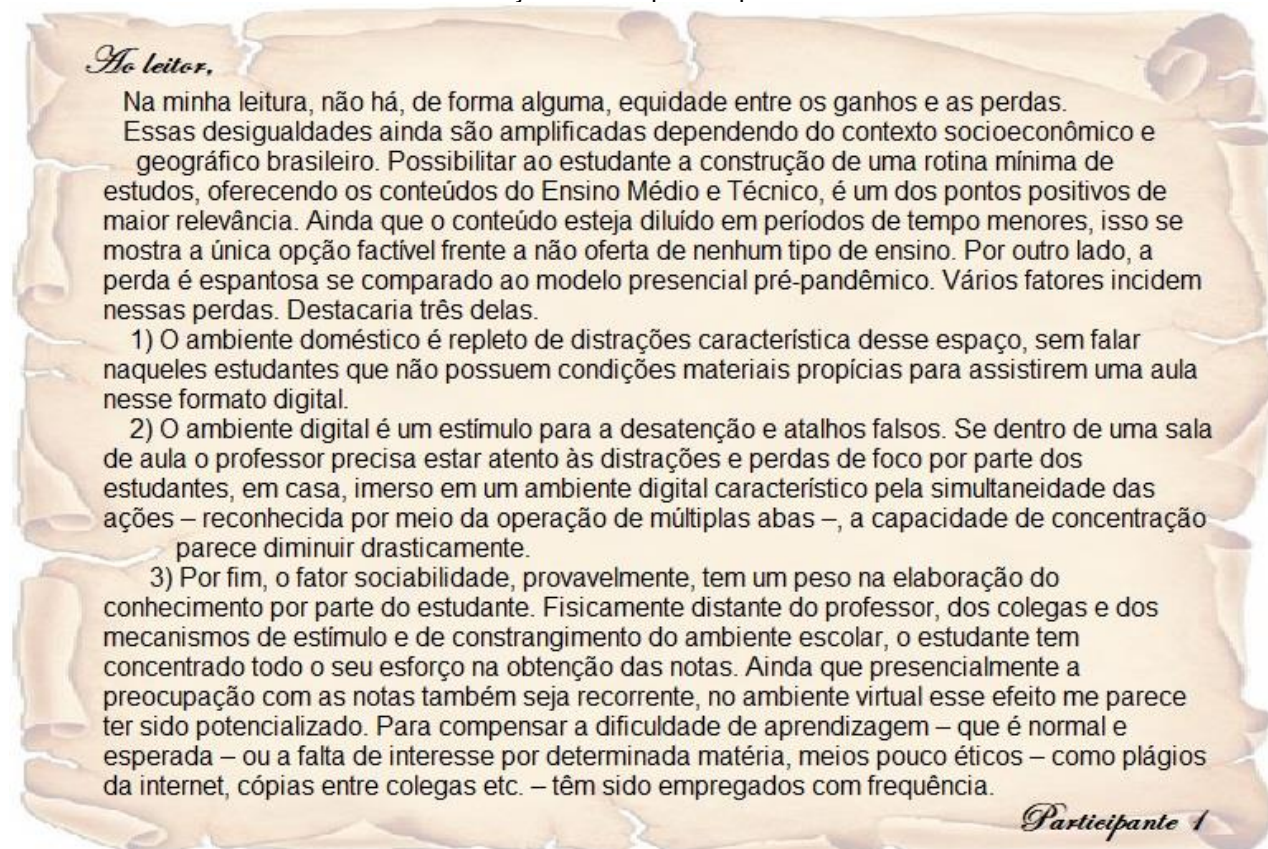 Ao leitor,
Na minha leitura, não há, de forma alguma, equidade entre os ganhos e as perdas.
Essas desigualdades ainda são amplificadas dependendo do contexto socioeconômico e
geográfico brasileiro. Possibilitar ao estudante a construção de uma rotina mínima de
estudos, oferecendo os conteúdos do Ensino Médio e Técnico, é um dos pontos positivos de
maior relevância. Ainda que o conteúdo esteja diluído em períodos de tempo menores, isso se
mostra a única opção factível frente a não oferta de nenhum tipo de ensino. Por outro lado, a
perda é espantosa se comparado ao modelo presencial pré-pandêmico. Vários fatores incidem
nessas perdas. Destacaria três delas.
1) O ambiente doméstico é repleto de distrações característica desse espaço, sem falar
naqueles estudantes que não possuem condições materiais propícias para assistirem uma aula
nesse formato digital.
2) O ambiente digital é um estímulo para a desatenção e atalhos falsos. Se dentro de uma sala
de aula o professor precisa estar atento às distrações e perdas de foco por parte dos
estudantes, em casa, imerso em um ambiente digital característico pela simultaneidade das
ações – reconhecida por meio da operação de múltiplas abas –, a capacidade de concentração
parece diminuir drasticamente.
3) Por fim, o fator sociabilidade, provavelmente, tem um peso na elaboração do
conhecimento por parte do estudante. Fisicamente distante do professor, dos colegas e dos
mecanismos de estímulo e de constrangimento do ambiente escolar, o estudante tem
concentrado todo o seu esforço na obtenção das notas. Ainda que presencialmente a
preocupação com as notas também seja recorrente, no ambiente virtual esse efeito me parece
ter sido potencializado. Para compensar a dificuldade de aprendizagem – que é normal e
esperada – ou a falta de interesse por determinada matéria, meios pouco éticos – como plágios
da internet, cópias entre colegas etc. – têm sido empregados com frequência.
Participante 1